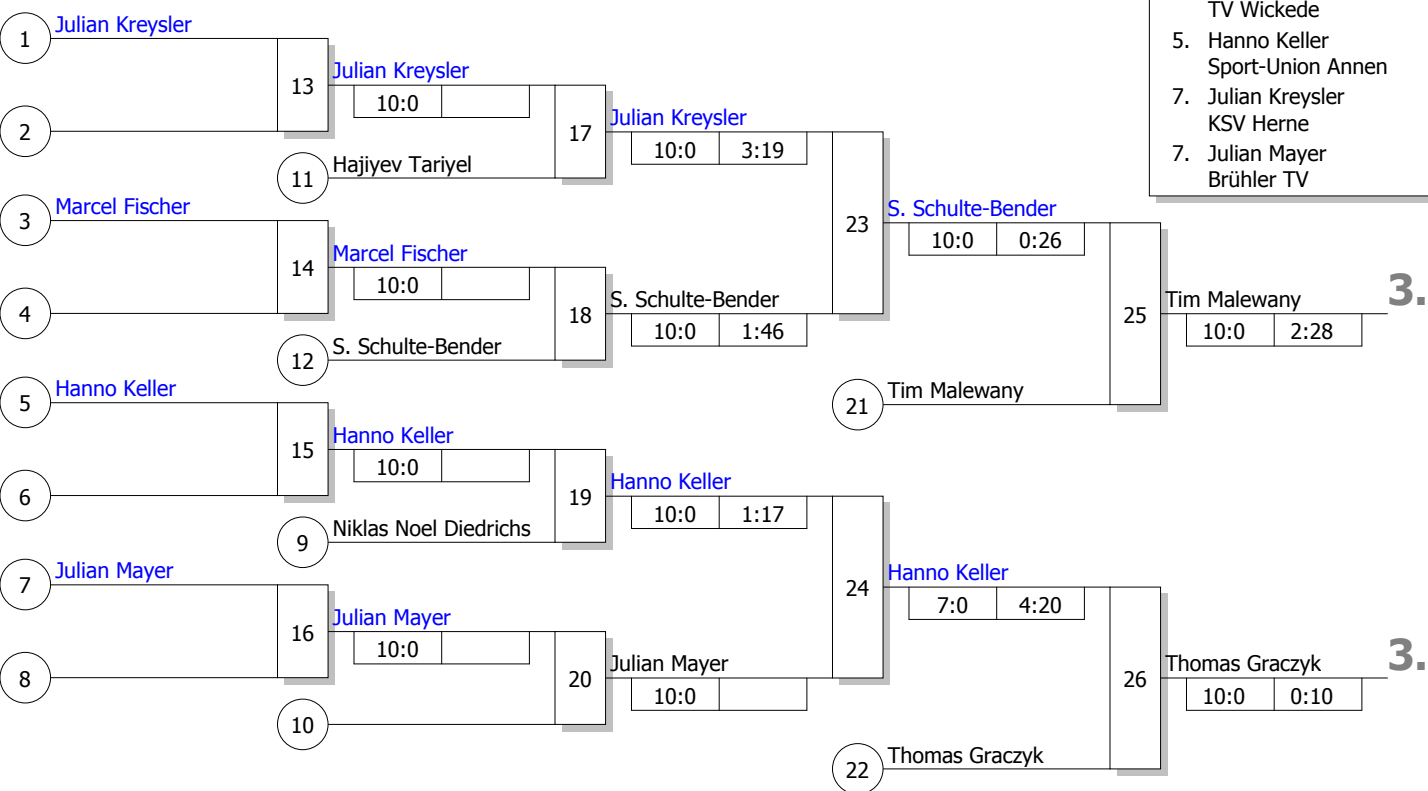 TV Wickede
5. Hanno Keller
Sport-Union Annen
7. Julian Kreysler
KSV Herne
7. Julian Mayer
Brühler TV
1 Julian Kreysler
2
13 Julian Kreysler
10:0
11 Hajiyev Tariyel
17 Julian Kreysler
10:0 3:19
3 Marcel Fischer
4
14 Marcel Fischer
10:0
12 S. Schulte-Bender
18 S. Schulte-Bender
10:0 1:46
23 S. Schulte-Bender
10:0 0:26
21 Tim Malewany
25 Tim Malewany 3.
10:0 2:28
5 Hanno Keller
6
15 Hanno Keller
10:0
9 Niklas Noel Diedrichs
19 Hanno Keller
10:0 1:17
7 Julian Mayer
8
16 Julian Mayer
10:0
10
20 Julian Mayer
10:0
24 Hanno Keller
7:0 4:20
22 Thomas Graczyk
26 Thomas Graczyk 3.
10:0 0:10